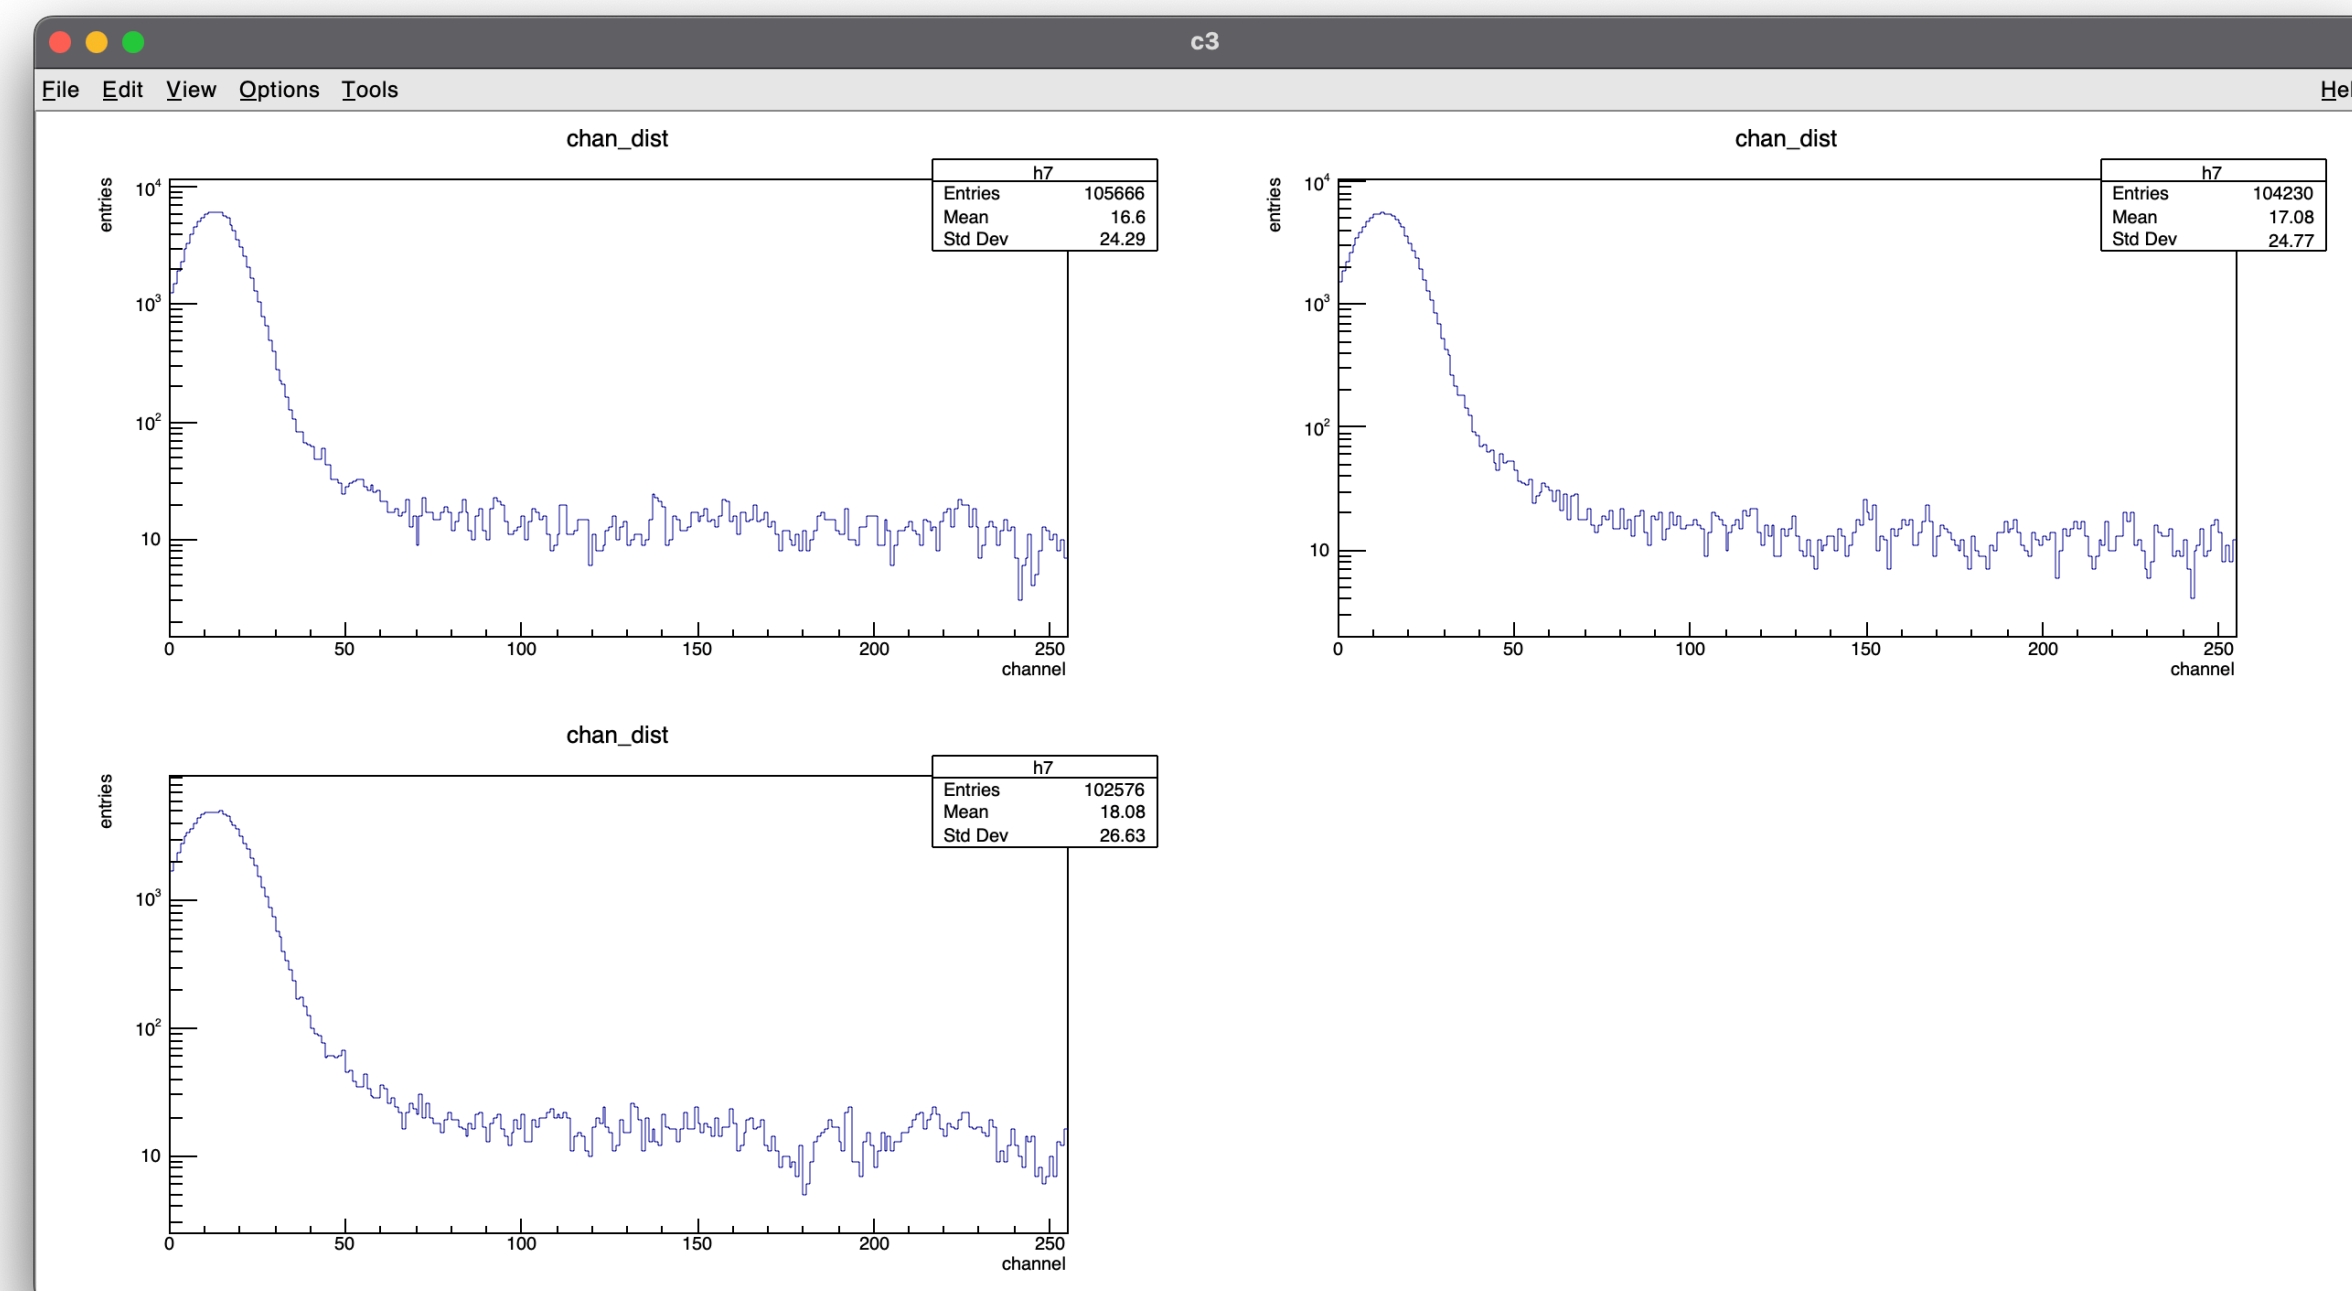 c3
File Edit View Options Tools Hel
chan_dist
entries
10⁴
10³
10²
10
0 50 100 150 200 250
channel
h7
Entries 105666
Mean 16.6
Std Dev 24.29
chan_dist
entries
10⁴
10³
10²
10
0 50 100 150 200 250
channel
h7
Entries 104230
Mean 17.08
Std Dev 24.77
chan_dist
entries
10³
10²
10
0 50 100 150 200 250
channel
h7
Entries 102576
Mean 18.08
Std Dev 26.63